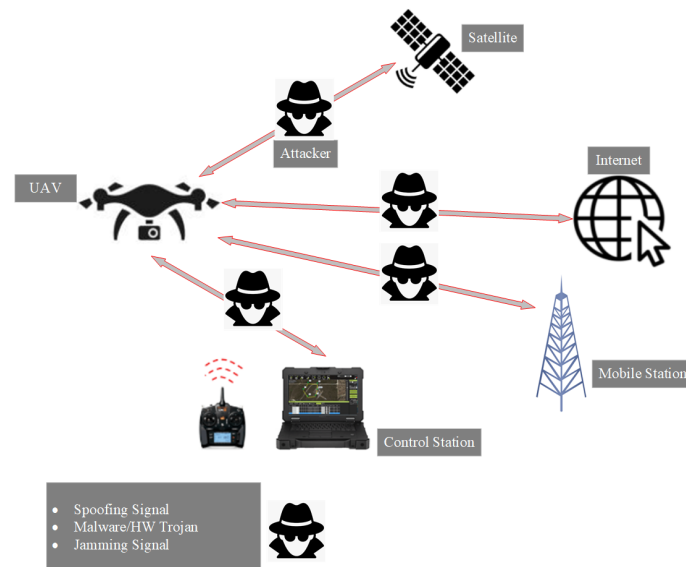 Satellite
Attacker
Internet
UAV
Mobile Station
Control Station
• Spoofing Signal
• Malware/HW Trojan
• Jamming Signal